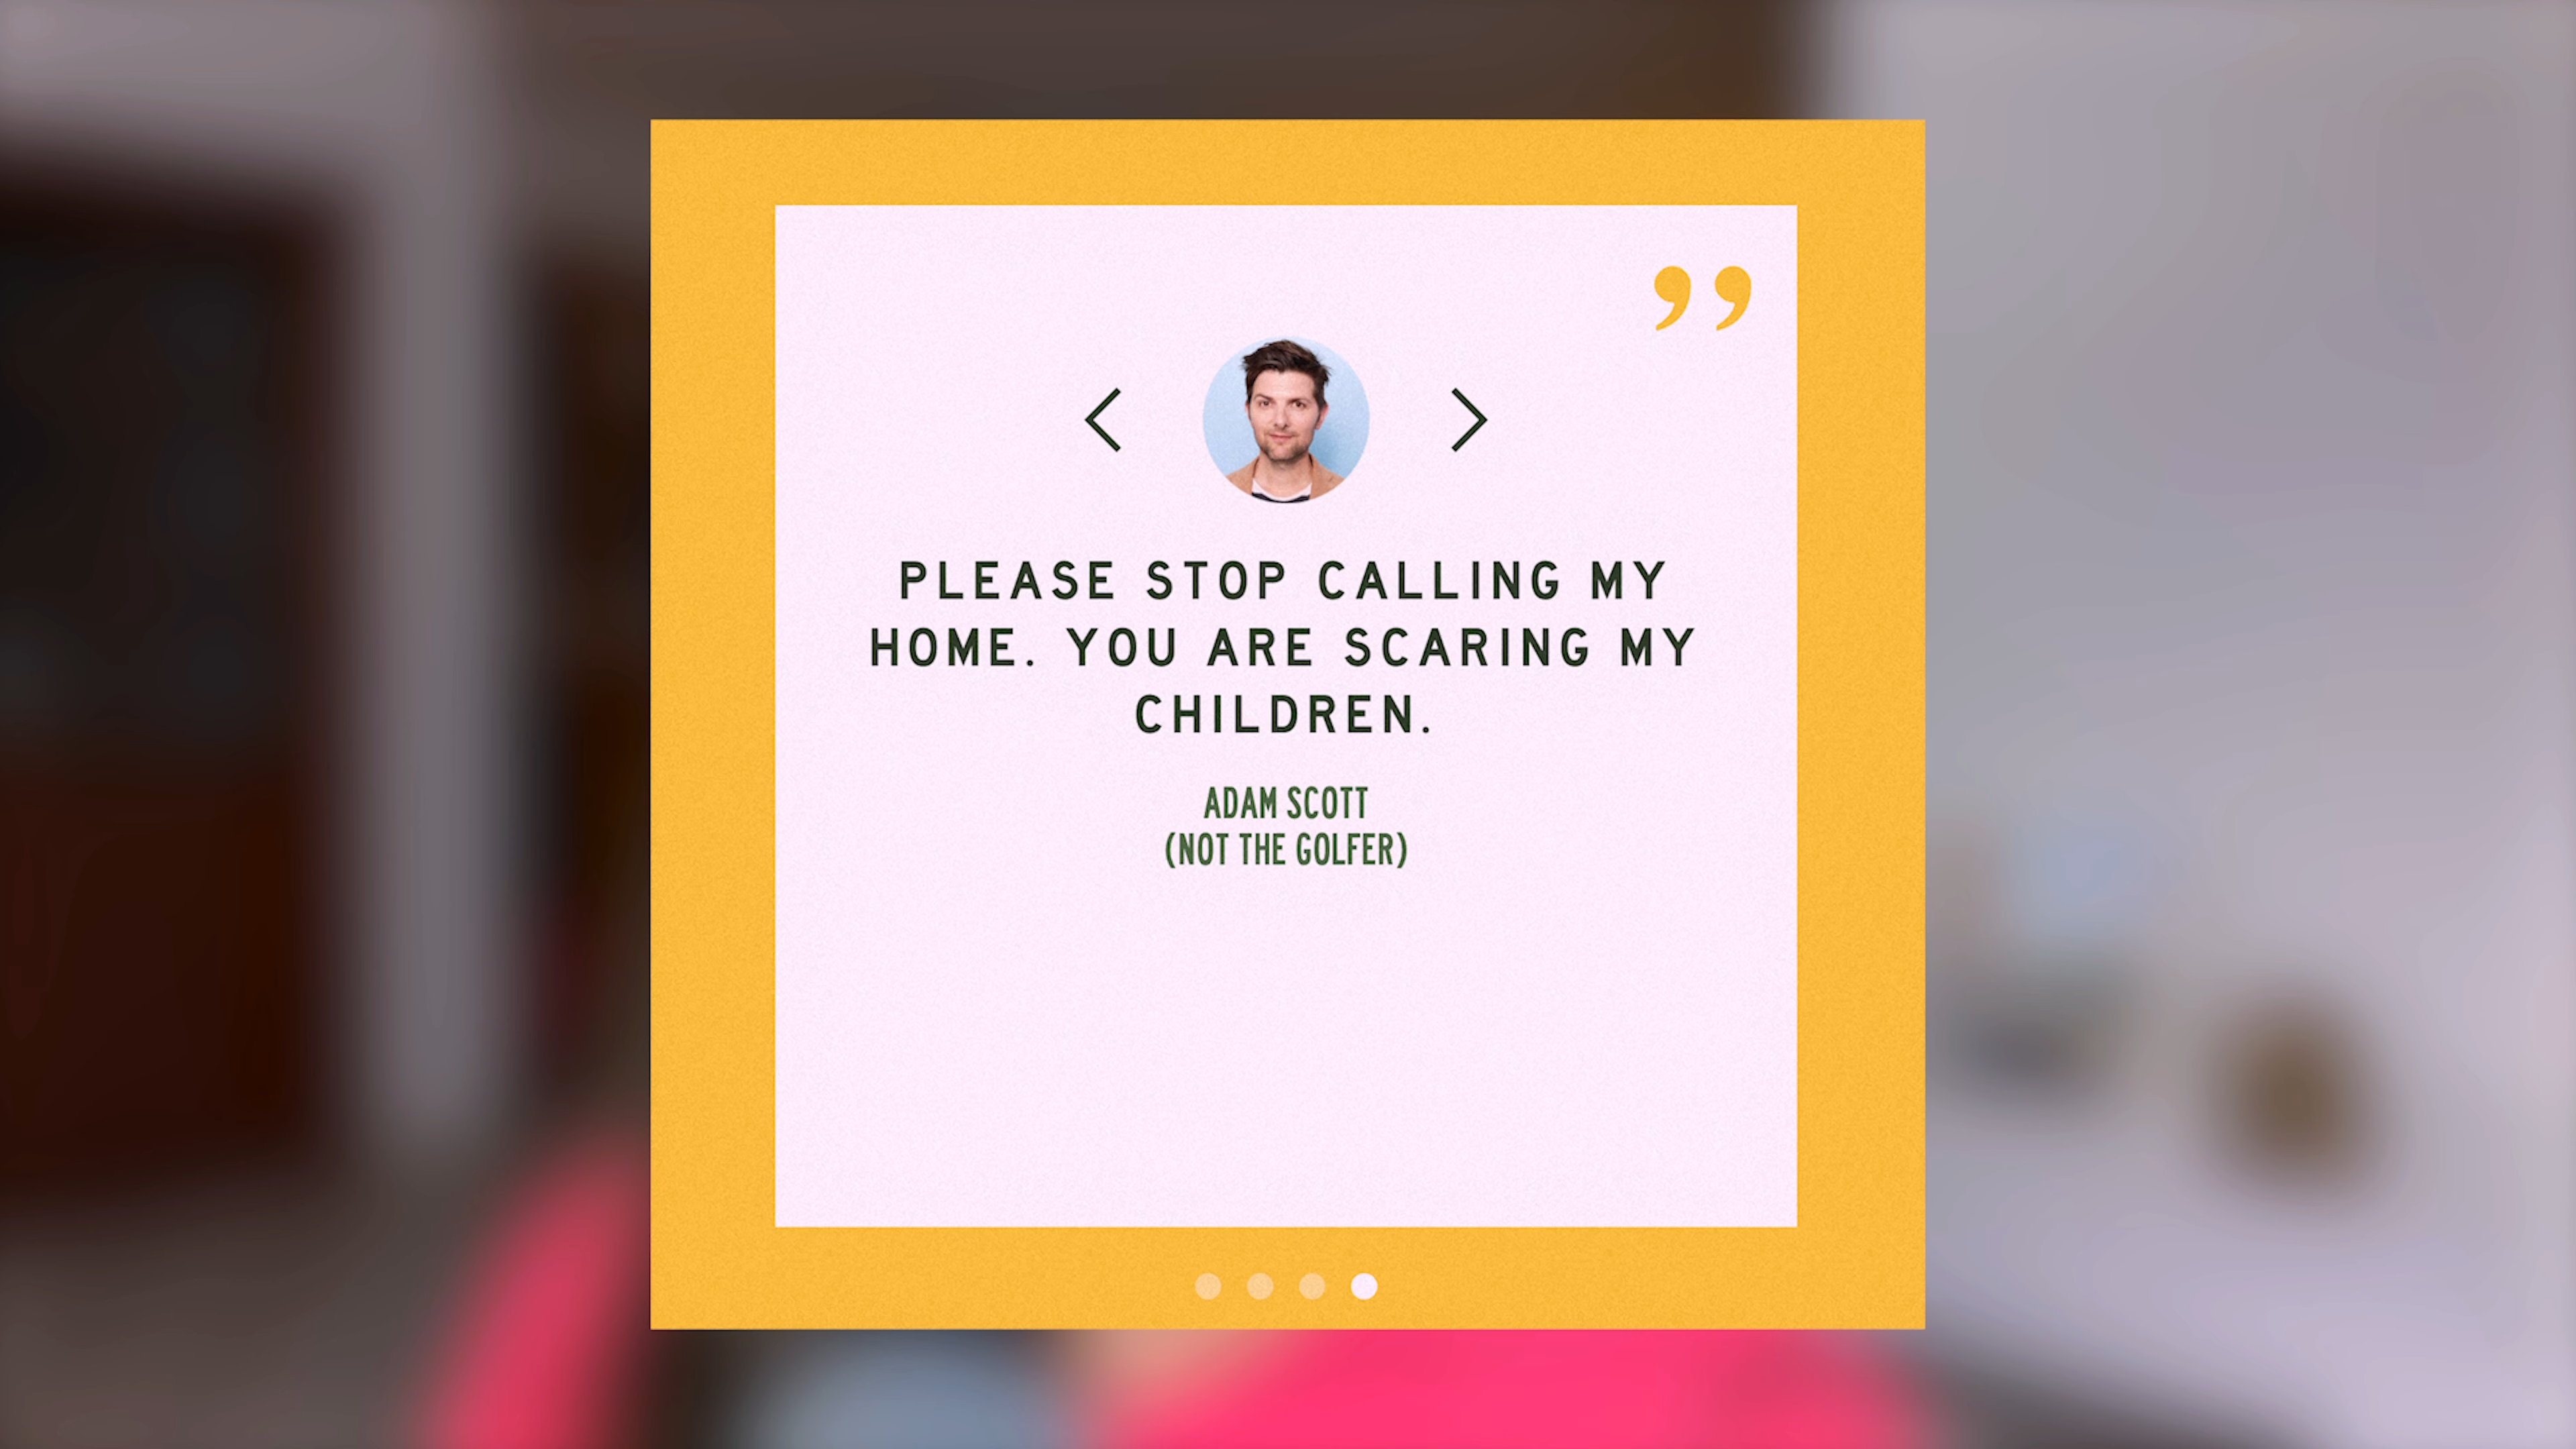 ”
PLEASE STOP CALLING MY
HOME. YOU ARE SCARING MY
CHILDREN.
ADAM SCOTT
(NOT THE GOLFER)